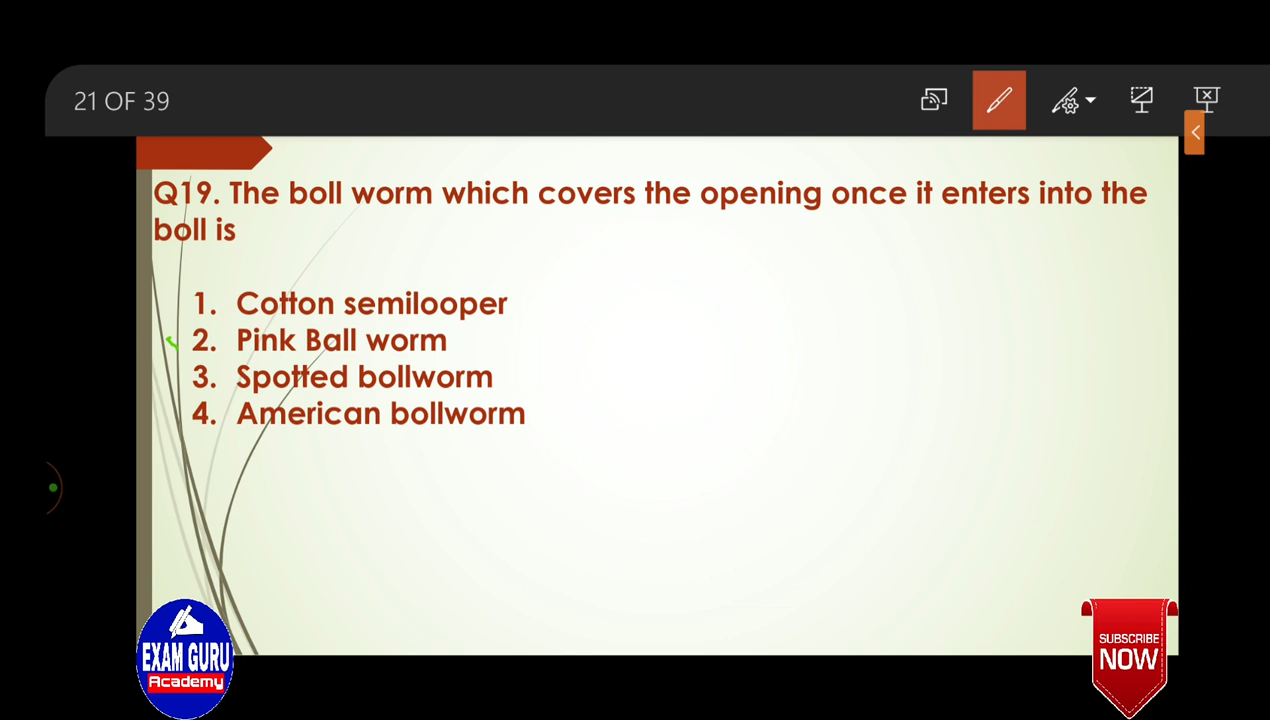 21 OF 39
Q19. The boll worm which covers the opening once it enters into the
boll is
1. Cotton semilooper
2. Pink Ball worm
3. Spotted bollworm
4. American bollworm
EXAM GURU
Academy
SUBSCRIBE
NOW